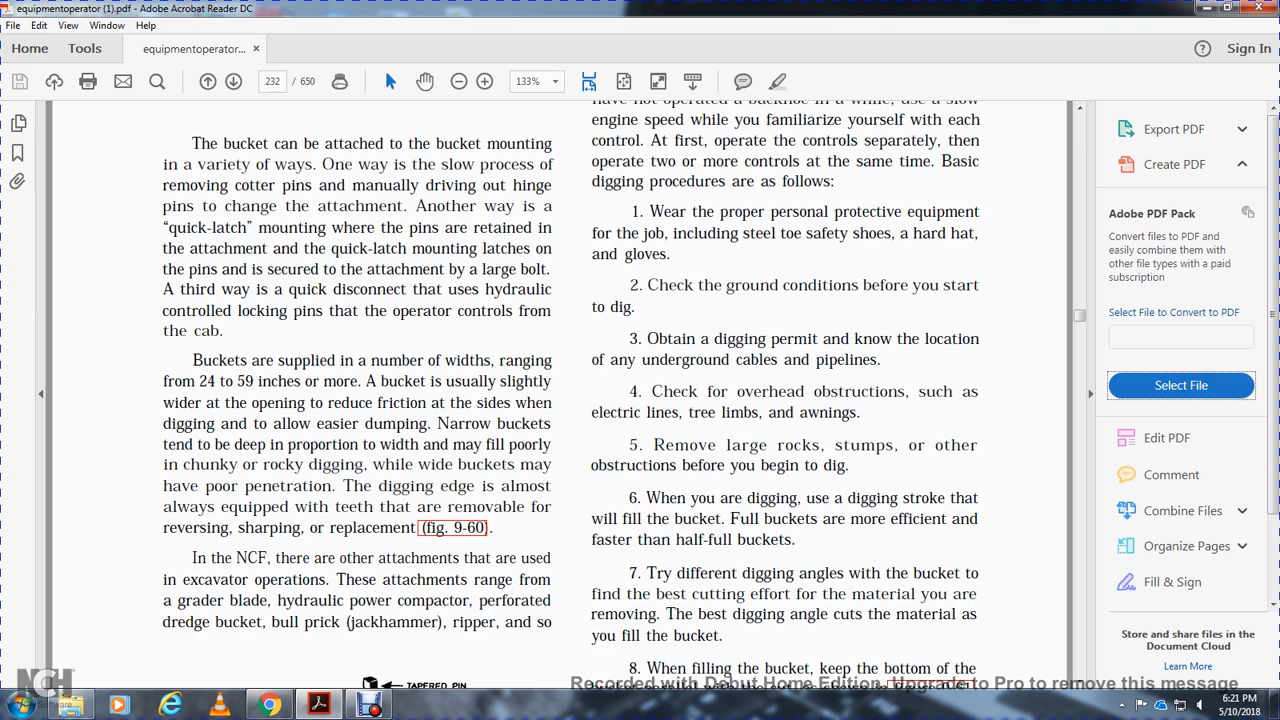 equipmentoperator (1).pdf - Adobe Acrobat Reader DC
File Edit View Window Help
Home Tools equipmentoperator... × Sign In
232 / 650 133%
The bucket can be attached to the bucket mounting
in a variety of ways. One way is the slow process of
removing cotter pins and manually driving out hinge
pins to change the attachment. Another way is a
“quick-latch” mounting where the pins are retained in
the attachment and the quick-latch mounting latches on
the pins and is secured to the attachment by a large bolt.
A third way is a quick disconnect that uses hydraulic
controlled locking pins that the operator controls from
the cab.
Buckets are supplied in a number of widths, ranging
from 24 to 59 inches or more. A bucket is usually slightly
wider at the opening to reduce friction at the sides when
digging and to allow easier dumping. Narrow buckets
tend to be deep in proportion to width and may fill poorly
in chunky or rocky digging, while wide buckets may
have poor penetration. The digging edge is almost
always equipped with teeth that are removable for
reversing, sharping, or replacement (fig. 9-60).
In the NCF, there are other attachments that are used
in excavator operations. These attachments range from
a grader blade, hydraulic power compactor, perforated
dredge bucket, bull prick (jackhammer), ripper, and so
TAPERED PIN
have not operated a backhoe in a while, use a slow
engine speed while you familiarize yourself with each
control. At first, operate the controls separately, then
operate two or more controls at the same time. Basic
digging procedures are as follows:
1. Wear the proper personal protective equipment
for the job, including steel toe safety shoes, a hard hat,
and gloves.
2. Check the ground conditions before you start
to dig.
3. Obtain a digging permit and know the location
of any underground cables and pipelines.
4. Check for overhead obstructions, such as
electric lines, tree limbs, and awnings.
5. Remove large rocks, stumps, or other
obstructions before you begin to dig.
6. When you are digging, use a digging stroke that
will fill the bucket. Full buckets are more efficient and
faster than half-full buckets.
7. Try different digging angles with the bucket to
find the best cutting effort for the material you are
removing. The best digging angle cuts the material as
you fill the bucket.
8. When filling the bucket, keep the bottom of the
Export PDF
Create PDF
Adobe PDF Pack
Convert files to PDF and
easily combine them with
other file types with a paid
subscription
Select File to Convert to PDF
Select File
Edit PDF
Comment
Combine Files
Organize Pages
Fill & Sign
Store and share files in the
Document Cloud
Learn More
NCH
Software
Recorded with Debut Home Edition. Upgrade to Pro to remove this message
6:21 PM
5/10/2018